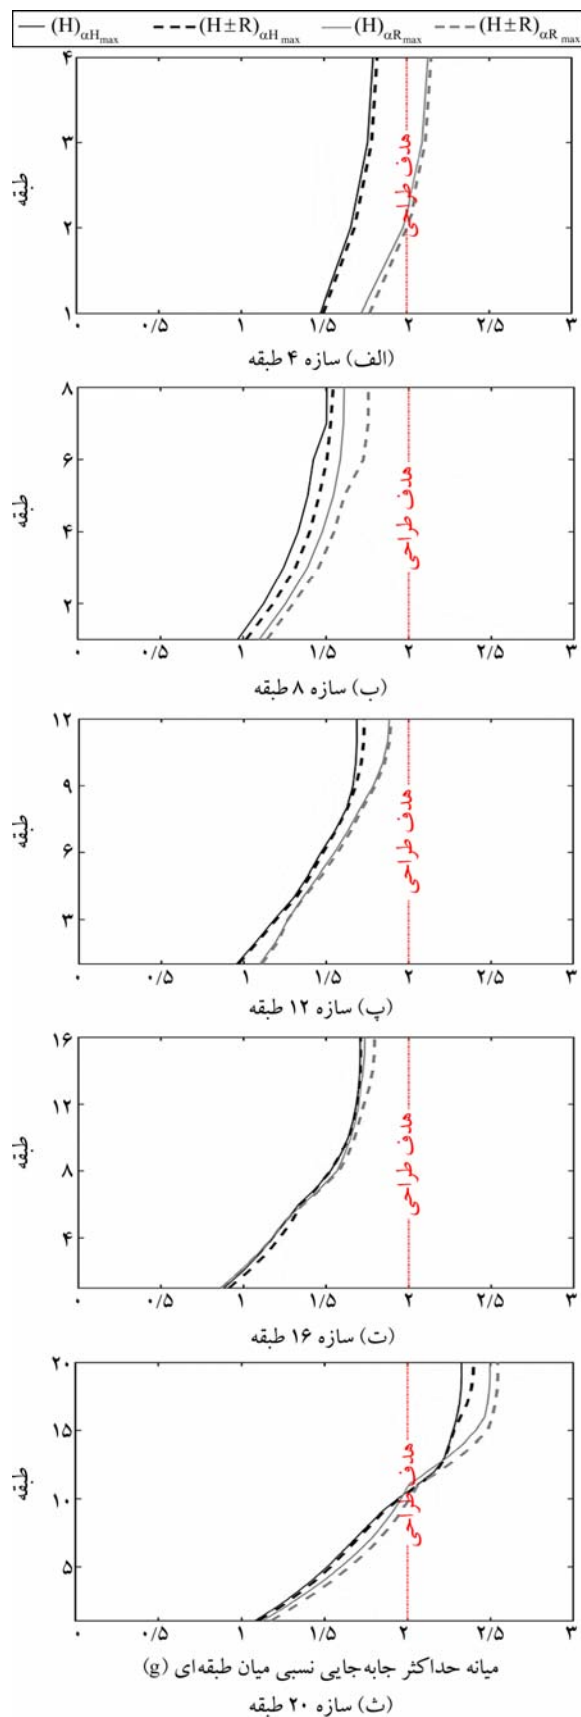 (H)αHmax (H±R)αHmax (H)αRmax (H±R)αRmax
۴
۳
۲
۱
طبقه
هدف طراحی
۰ ۰/۵ ۱ ۱/۵ ۲ ۲/۵ ۳
(الف) سازه ۴ طبقه
۸
۶
۴
۲
طبقه
هدف طراحی
۰ ۰/۵ ۱ ۱/۵ ۲ ۲/۵ ۳
(ب) سازه ۸ طبقه
۱۲
۹
۶
۳
طبقه
هدف طراحی
۰ ۰/۵ ۱ ۱/۵ ۲ ۲/۵ ۳
(پ) سازه ۱۲ طبقه
۱۶
۱۲
۸
۴
طبقه
هدف طراحی
۰ ۰/۵ ۱ ۱/۵ ۲ ۲/۵ ۳
(ت) سازه ۱۶ طبقه
۲۰
۱۵
۱۰
۵
طبقه
هدف طراحی
۰ ۰/۵ ۱ ۱/۵ ۲ ۲/۵ ۳
میانه حداکثر جابه‌جایی نسبی میان طبقه‌ای (g)
(ث) سازه ۲۰ طبقه